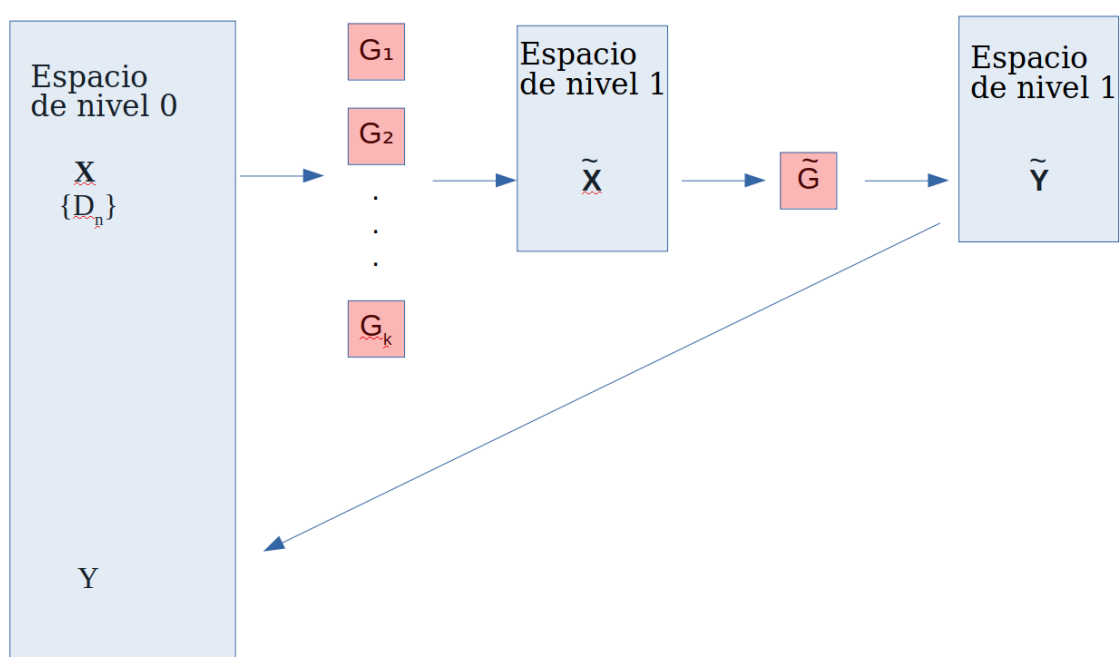 Espacio
de nivel 0
X
{Dₙ}
Y
G₁
G₂
.
.
.
Gₖ
Espacio
de nivel 1
X̃
G̃
Espacio
de nivel 1
Ỹ